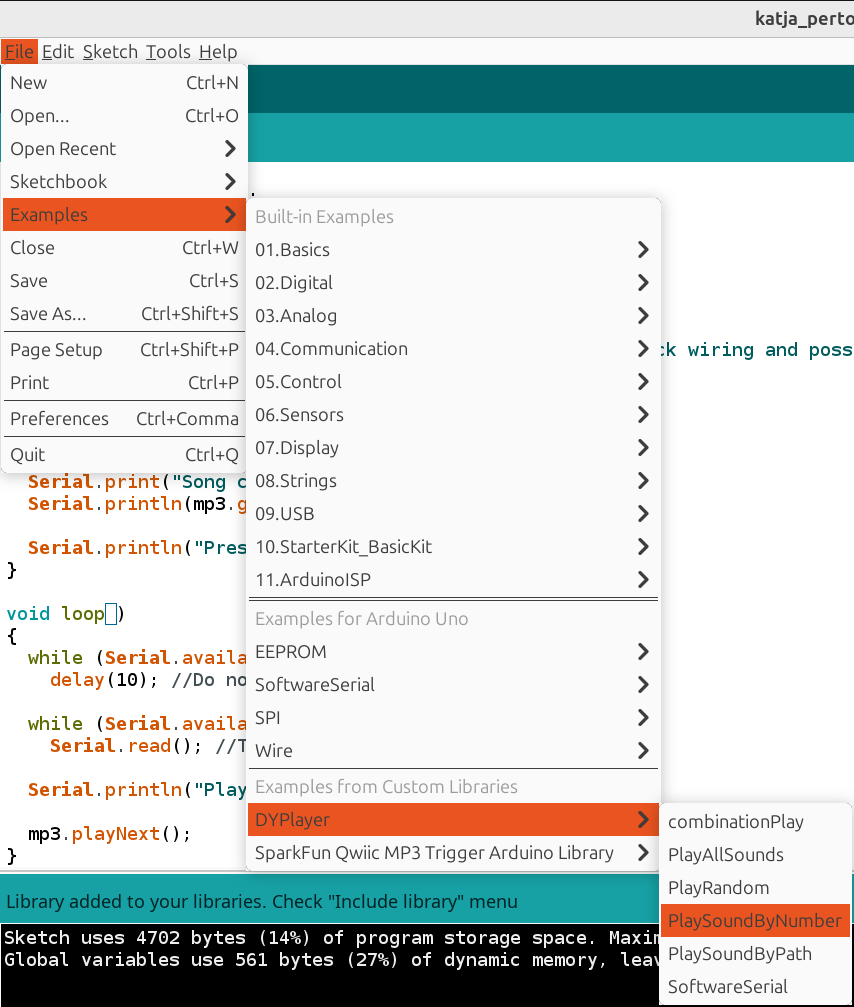 katja_perto
File Edit Sketch Tools Help
New Ctrl+N
Open... Ctrl+O
Open Recent
Sketchbook
Examples
Close Ctrl+W
Save Ctrl+S
Save As... Ctrl+Shift+S
Page Setup Ctrl+Shift+P
Print Ctrl+P
Preferences Ctrl+Comma
Quit Ctrl+Q
Built-in Examples
01.Basics
02.Digital
03.Analog
04.Communication
05.Control
06.Sensors
07.Display
08.Strings
09.USB
10.StarterKit_BasicKit
11.ArduinoISP
Examples for Arduino Uno
EEPROM
SoftwareSerial
SPI
Wire
Examples from Custom Libraries
DYPlayer
SparkFun Qwiic MP3 Trigger Arduino Library
combinationPlay
PlayAllSounds
PlayRandom
PlaySoundByNumber
PlaySoundByPath
SoftwareSerial
ck wiring and poss
Serial.print("Song c
Serial.println(mp3.g
Serial.println("Pres
}
void loop()
{
while (Serial.availa
delay(10); //Do no
while (Serial.availa
Serial.read(); //T
Serial.println("Play
mp3.playNext();
}
Library added to your libraries. Check "Include library" menu
Sketch uses 4702 bytes (14%) of program storage space. Maxim
Global variables use 561 bytes (27%) of dynamic memory, leav